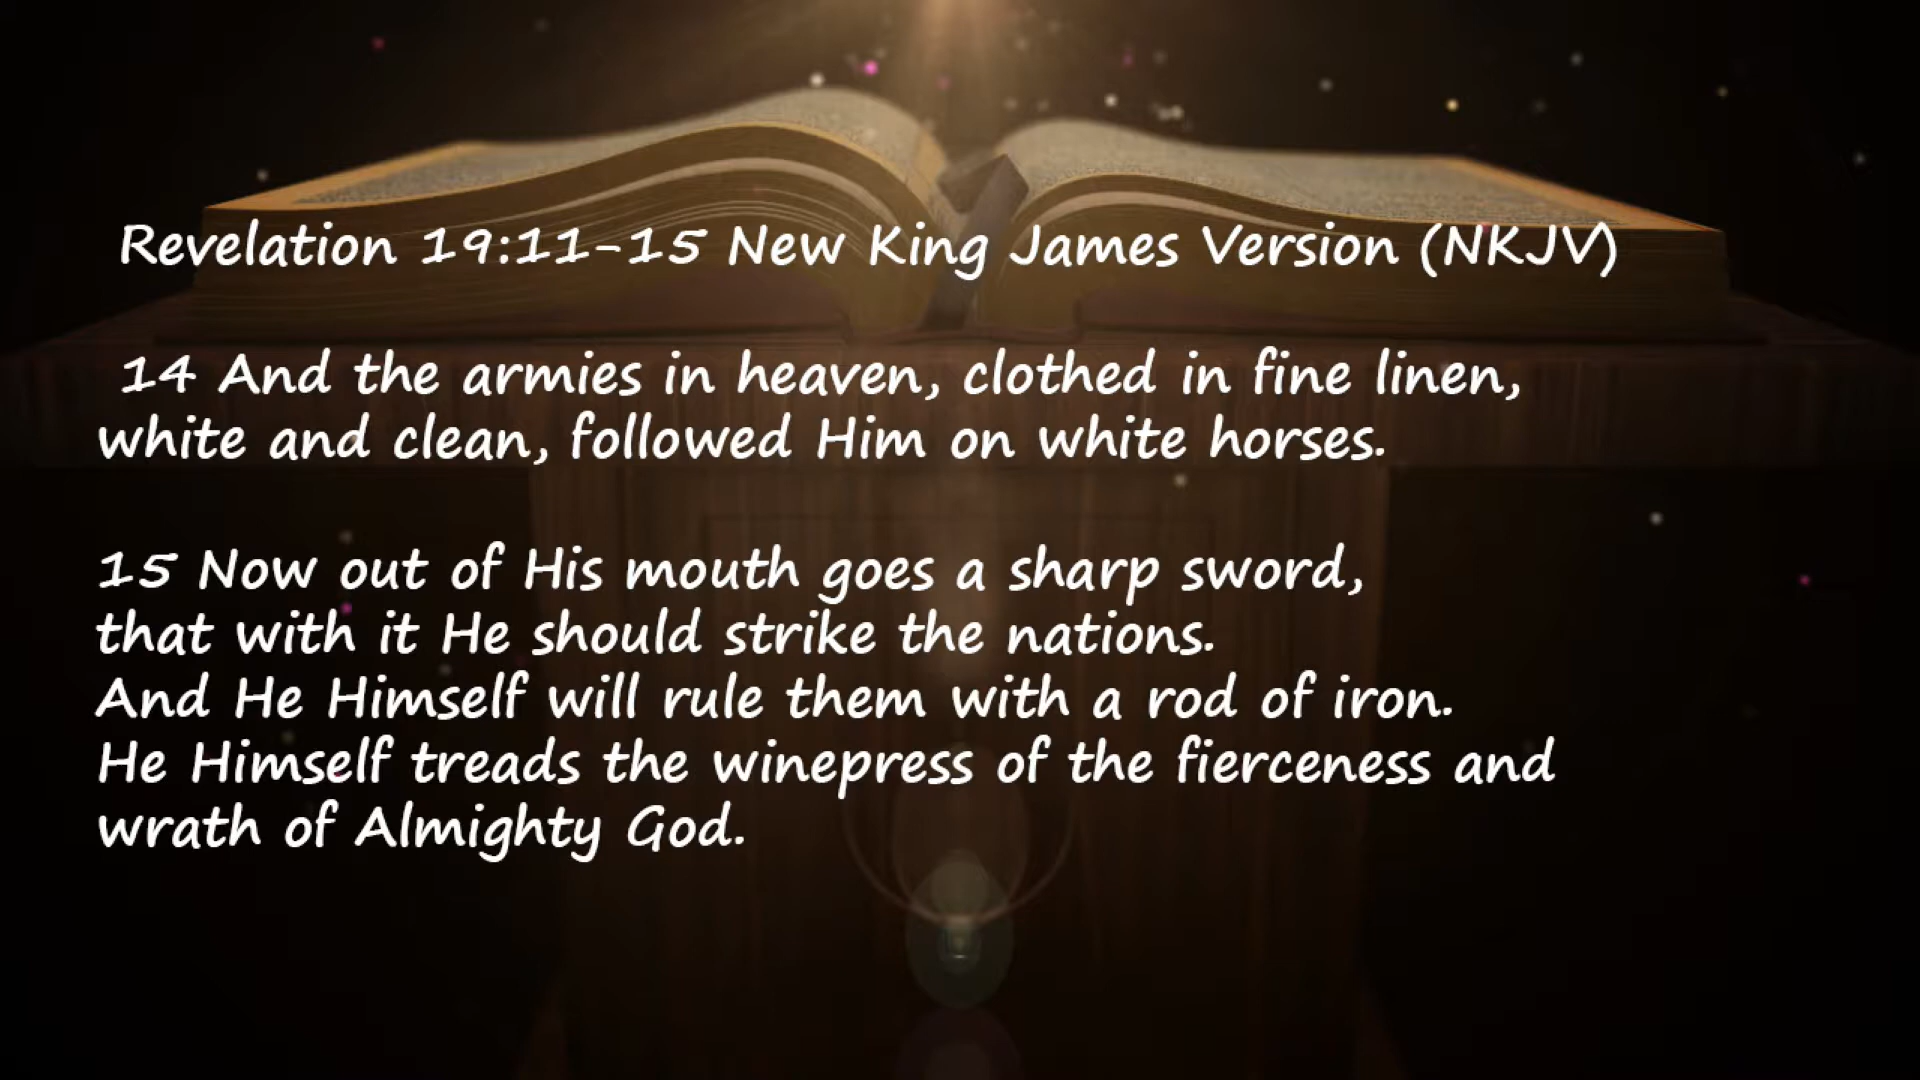 Revelation 19:11-15 New King James Version (NKJV)
14 And the armies in heaven, clothed in fine linen,
white and clean, followed Him on white horses.
15 Now out of His mouth goes a sharp sword,
that with it He should strike the nations.
And He Himself will rule them with a rod of iron.
He Himself treads the winepress of the fierceness and
wrath of Almighty God.